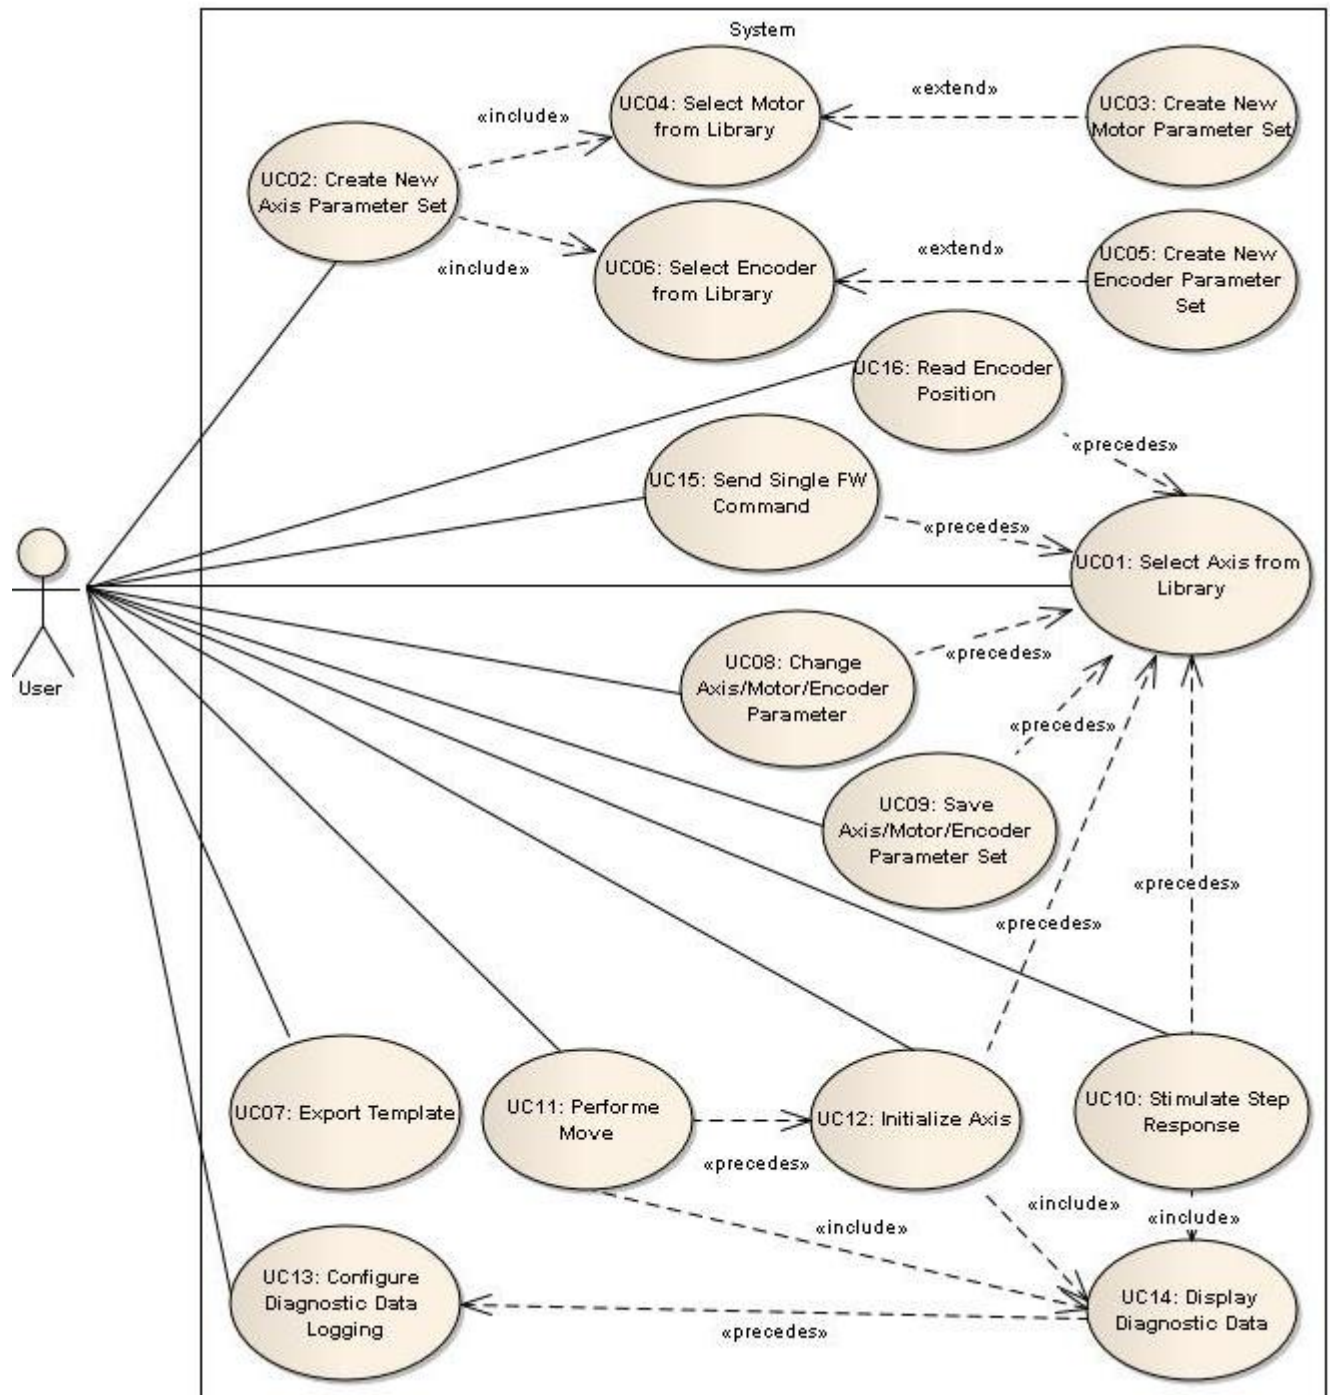 System
UC04: Select Motor
from Library
«extend»
UC03: Create New
Motor Parameter Set
«include»
UC02: Create New
Axis Parameter Set
«include»
UC06: Select Encoder
from Library
«extend»
UC05: Create New
Encoder Parameter
Set
UC16: Read Encoder
Position
«precedes»
UC15: Send Single FW
Command
«precedes»
UC01: Select Axis from
Library
User
UC08: Change
Axis/Motor/Encoder
Parameter
«precedes»
«precedes»
UC09: Save
Axis/Motor/Encoder
Parameter Set
«precedes»
«precedes»
UC07: Export Template
UC11: Performe
Move
«precedes»
UC12: Initialize Axis
UC10: Stimulate Step
Response
«include»
«include»
«include»
UC13: Configure
Diagnostic Data
Logging
«precedes»
UC14: Display
Diagnostic Data